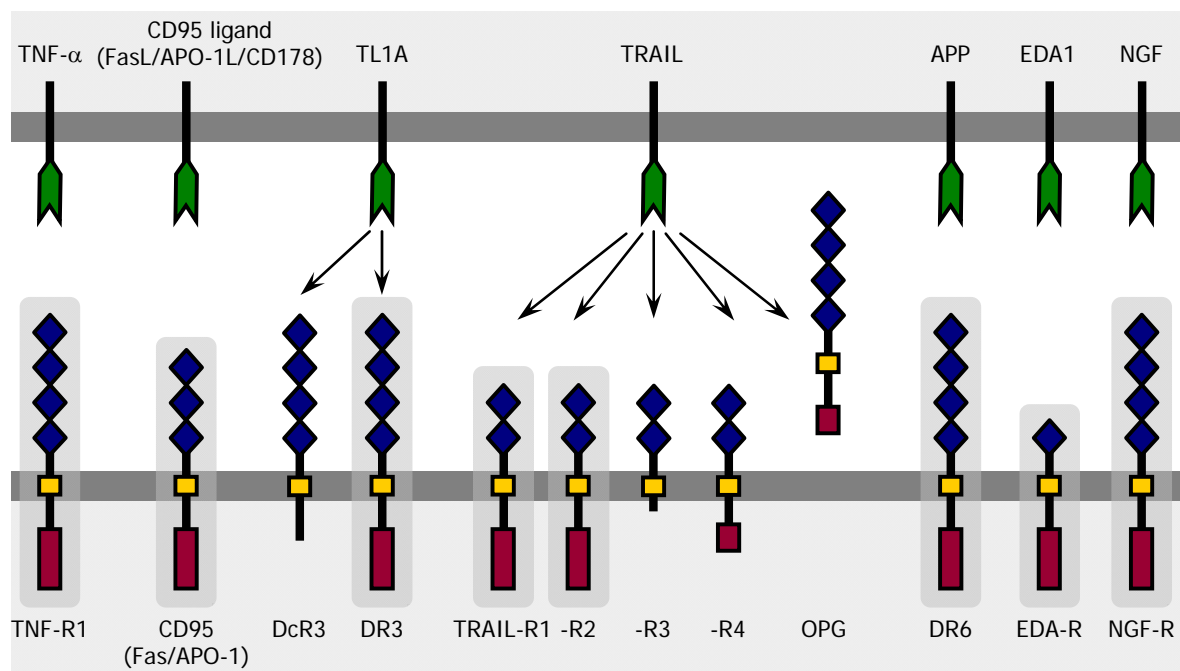 CD95 ligand
TNF-α (FasL/APO-1L/CD178) TL1A TRAIL APP EDA1 NGF
TNF-R1 CD95 DcR3 DR3 TRAIL-R1 -R2 -R3 -R4 OPG DR6 EDA-R NGF-R
(Fas/APO-1)